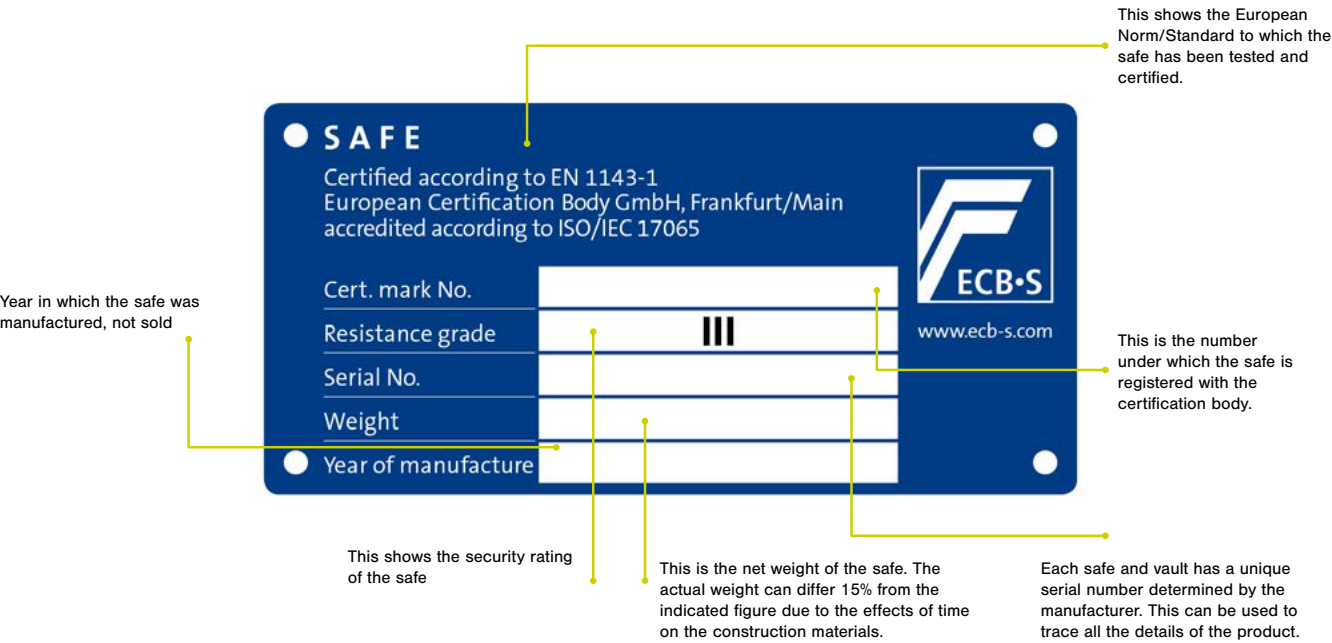 This shows the European
Norm/Standard to which the
safe has been tested and
certified.
SAFE
Certified according to EN 1143-1
European Certification Body GmbH, Frankfurt/Main
accredited according to ISO/IEC 17065
ECB•S
www.ecb-s.com
Cert. mark No.
Resistance grade III
Serial No.
Weight
Year of manufacture
Year in which the safe was
manufactured, not sold
This is the number
under which the safe is
registered with the
certification body.
This shows the security rating
of the safe
This is the net weight of the safe. The
actual weight can differ 15% from the
indicated figure due to the effects of time
on the construction materials.
Each safe and vault has a unique
serial number determined by the
manufacturer. This can be used to
trace all the details of the product.